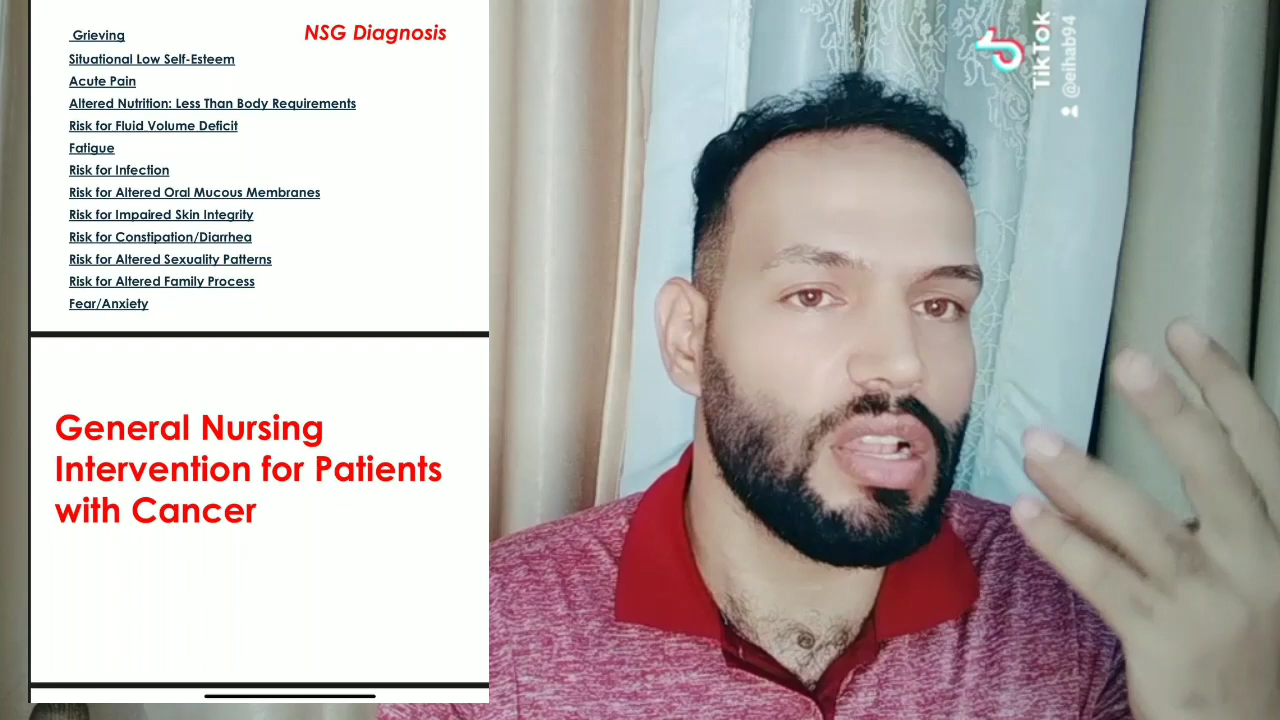 NSG Diagnosis
Grieving
Situational Low Self-Esteem
Acute Pain
Altered Nutrition: Less Than Body Requirements
Risk for Fluid Volume Deficit
Fatigue
Risk for Infection
Risk for Altered Oral Mucous Membranes
Risk for Impaired Skin Integrity
Risk for Constipation/Diarrhea
Risk for Altered Sexuality Patterns
Risk for Altered Family Process
Fear/Anxiety
General Nursing
Intervention for Patients
with Cancer
TikTok
@eihab94